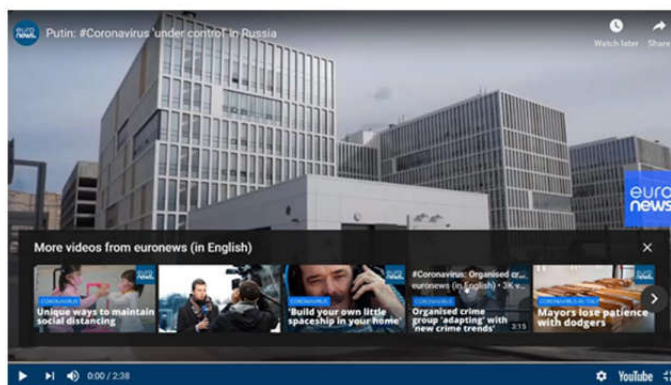 euro
news.
Putin: #Coronavirus 'under control' in Russia
Watch later
Share
euro
news.
More videos from euronews (in English)
CORONAVIRUS
Unique ways to maintain
social distancing
CORONAVIRUS
'Build your own little
spaceship in your home'
#Coronavirus: Organised cr...
euronews (in English) • 3K v...
CORONAVIRUS
Organised crime
group 'adapting' with
'new crime trends'
3:15
Mayors lose patience
with dodgers
0:00 / 2:38
YouTube